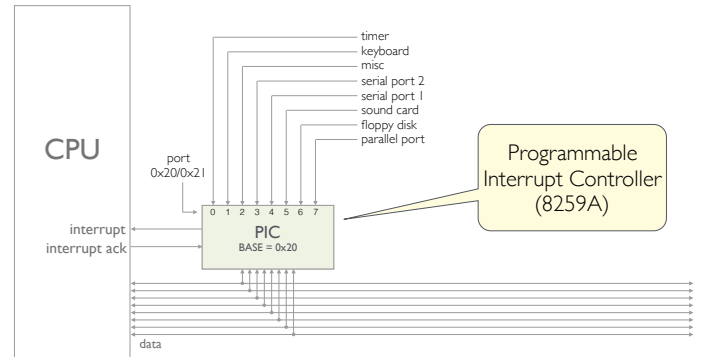 timer
keyboard
misc
serial port 2
serial port 1
sound card
floppy disk
parallel port
CPU
port
0x20/0x21
Programmable
Interrupt Controller
(8259A)
0 1 2 3 4 5 6 7
interrupt
PIC
interrupt ack
BASE = 0x20
data